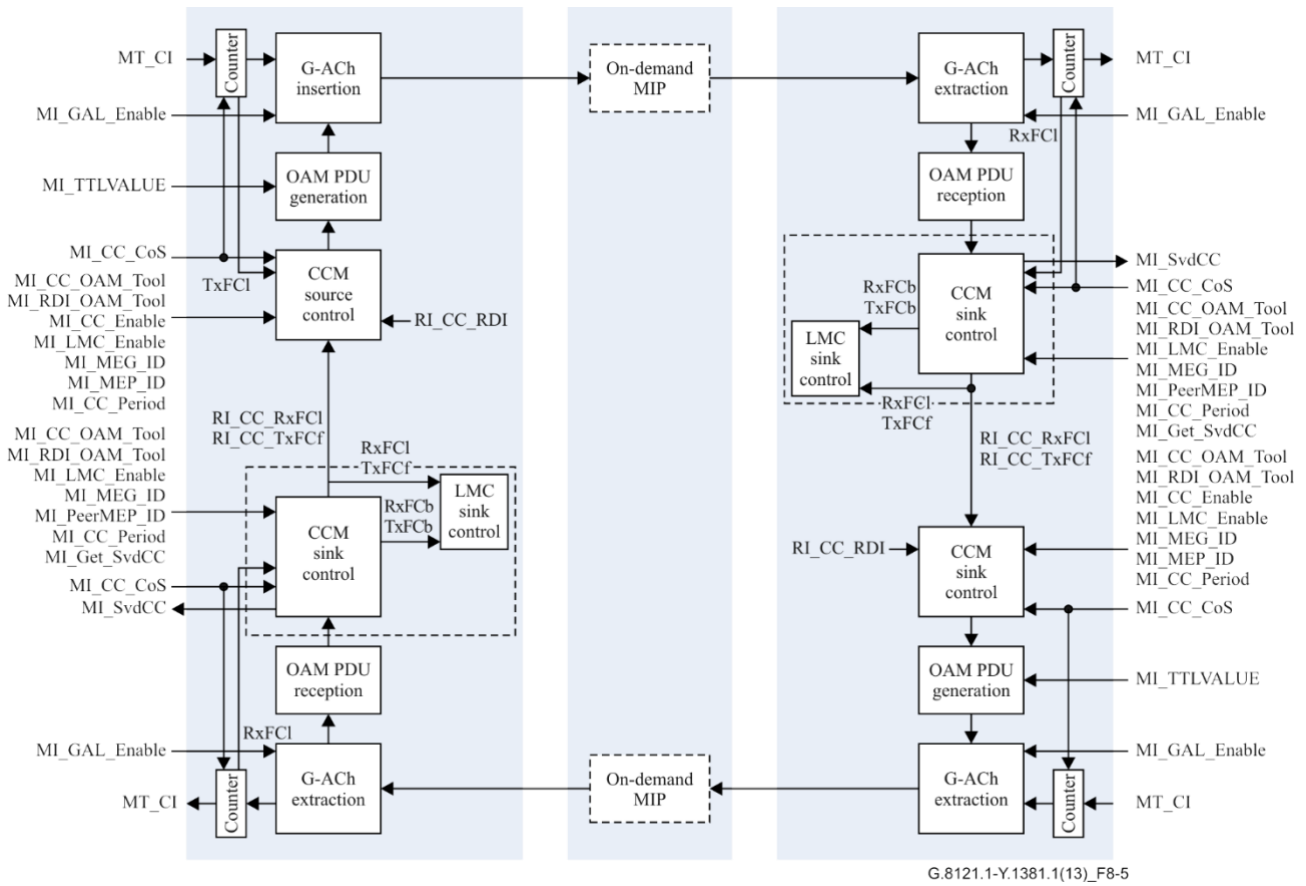 MT_CI
Counter
G-ACh
insertion
On-demand
MIP
G-ACh
extraction
Counter
MT_CI
MI_GAL_Enable
MI_GAL_Enable
RxFCl
MI_TTLVALUE
OAM PDU
generation
OAM PDU
reception
MI_CC_CoS
MI_CC_OAM_Tool
MI_RDI_OAM_Tool
MI_CC_Enable
MI_LMC_Enable
MI_MEG_ID
MI_MEP_ID
MI_CC_Period
TxFCl
CCM
source
control
RI_CC_RDI
RxFCb
TxFCb
LMC
sink
control
CCM
sink
control
RxFCl
TxFCf
MI_SvdCC
MI_CC_CoS
MI_CC_OAM_Tool
MI_RDI_OAM_Tool
MI_LMC_Enable
MI_MEG_ID
MI_PeerMEP_ID
MI_CC_Period
MI_Get_SvdCC
RI_CC_RxFCl
RI_CC_TxFCf
RxFCl
TxFCf
RI_CC_RxFCl
RI_CC_TxFCf
MI_CC_OAM_Tool
MI_RDI_OAM_Tool
MI_LMC_Enable
MI_MEG_ID
MI_PeerMEP_ID
MI_CC_Period
MI_Get_SvdCC
MI_CC_CoS
MI_SvdCC
CCM
sink
control
RxFCb
TxFCb
LMC
sink
control
RI_CC_RDI
CCM
sink
control
MI_CC_OAM_Tool
MI_RDI_OAM_Tool
MI_CC_Enable
MI_LMC_Enable
MI_MEG_ID
MI_MEP_ID
MI_CC_Period
MI_CC_CoS
OAM PDU
reception
OAM PDU
generation
MI_TTLVALUE
RxFCl
MI_GAL_Enable
MI_GAL_Enable
MT_CI
Counter
G-ACh
extraction
On-demand
MIP
G-ACh
extraction
Counter
MT_CI
G.8121.1-Y.1381.1(13)_F8-5